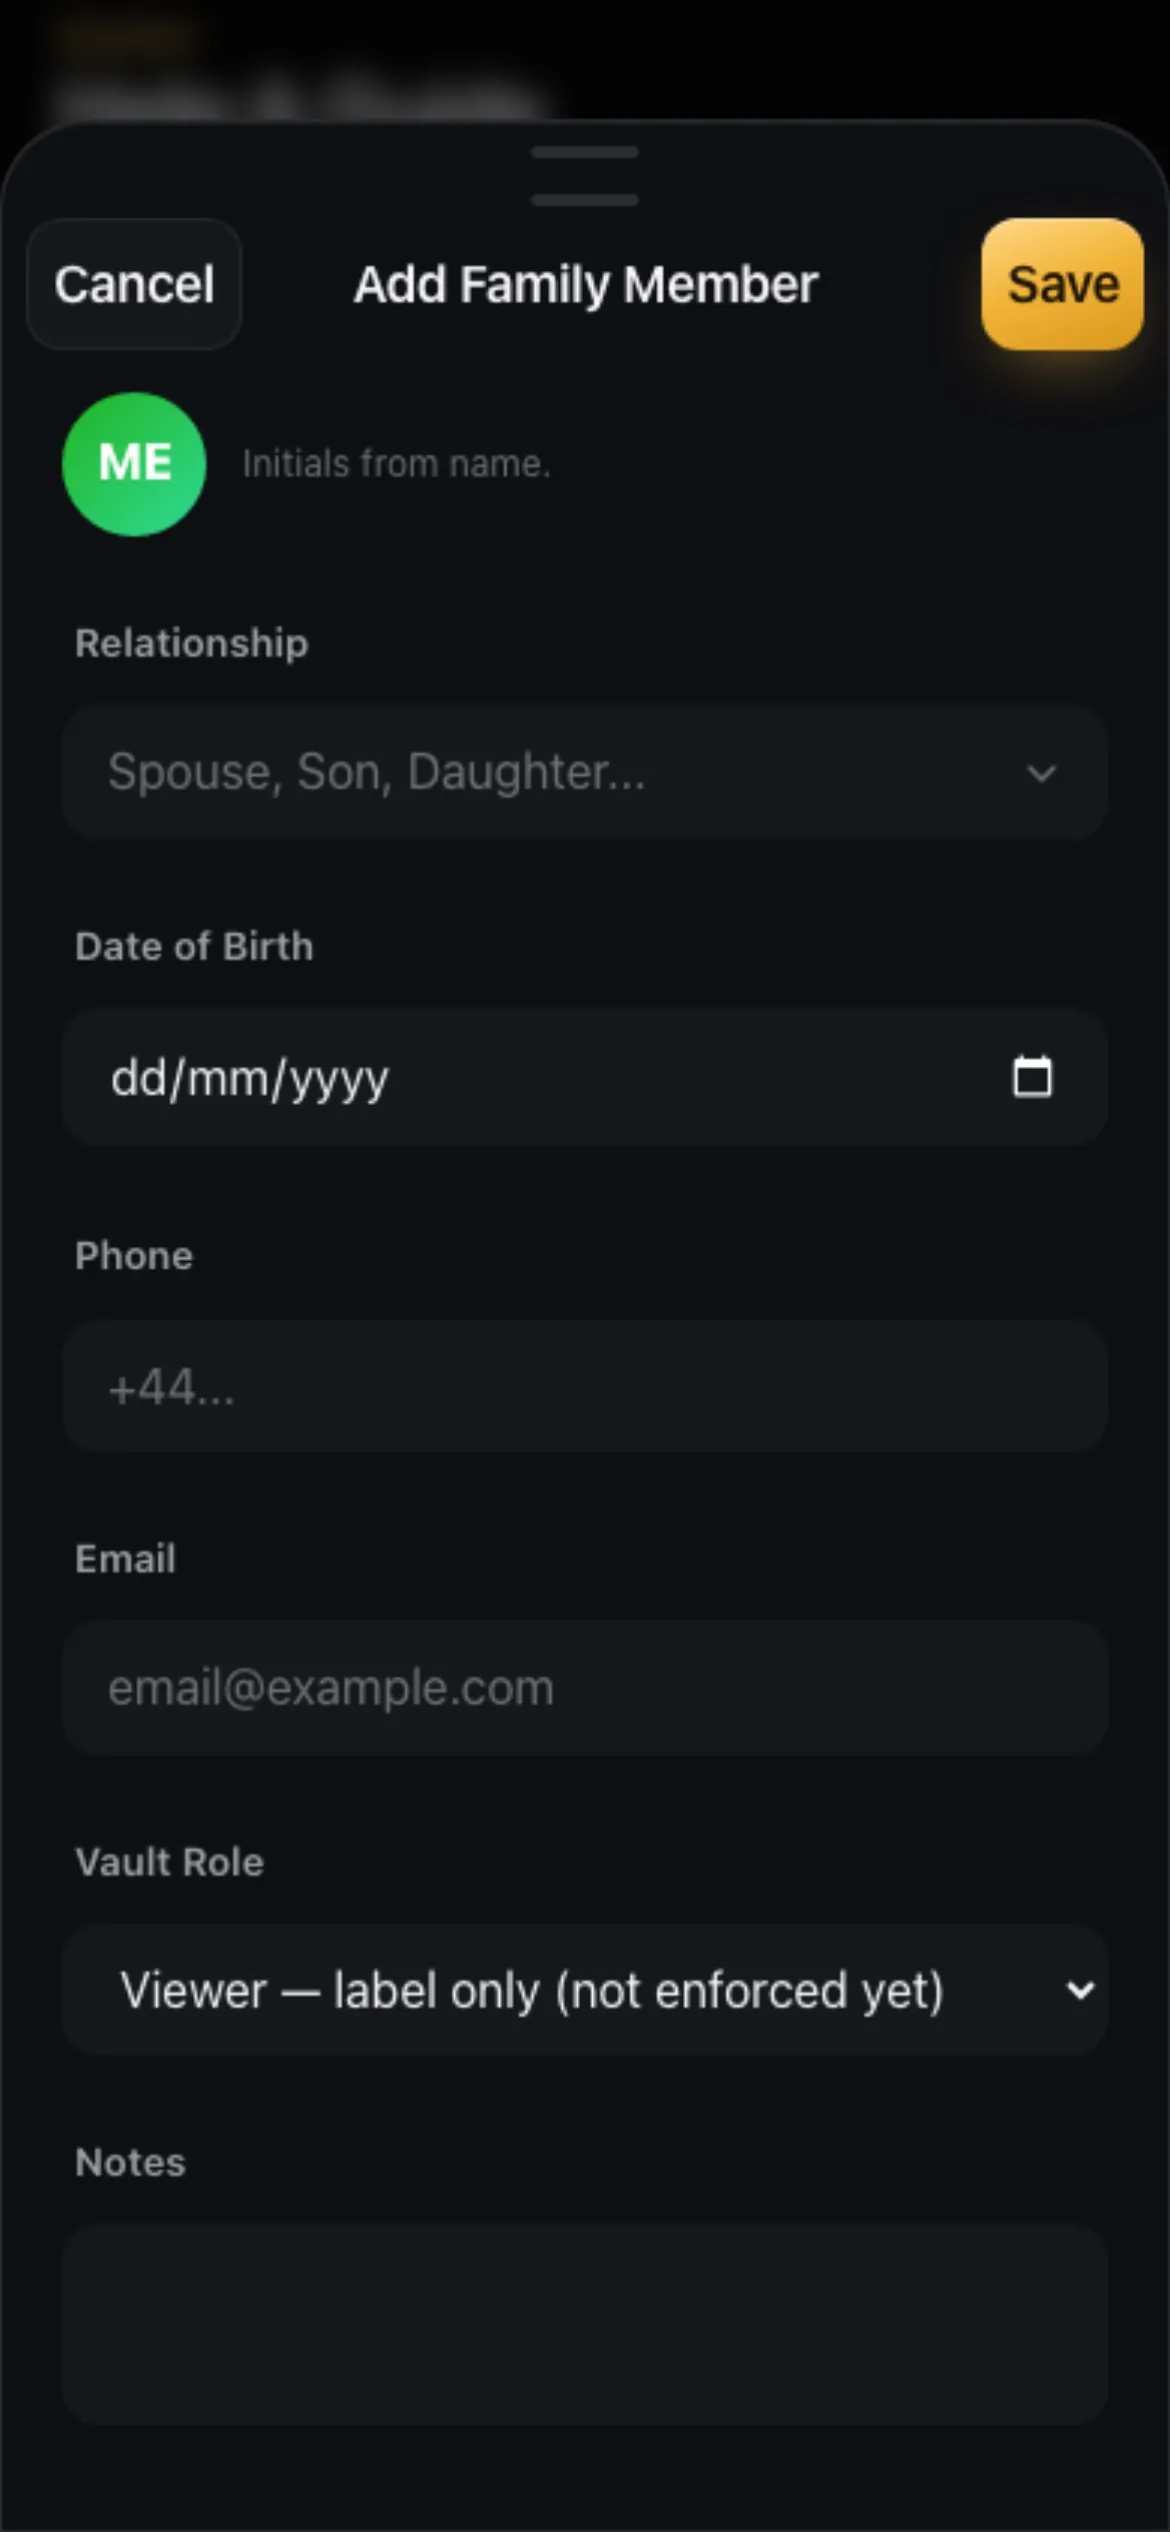 Cancel
Add Family Member
Save
ME
Initials from name.
Relationship
Spouse, Son, Daughter...
Date of Birth
dd/mm/yyyy
Phone
+44...
Email
email@example.com
Vault Role
Viewer — label only (not enforced yet)
Notes